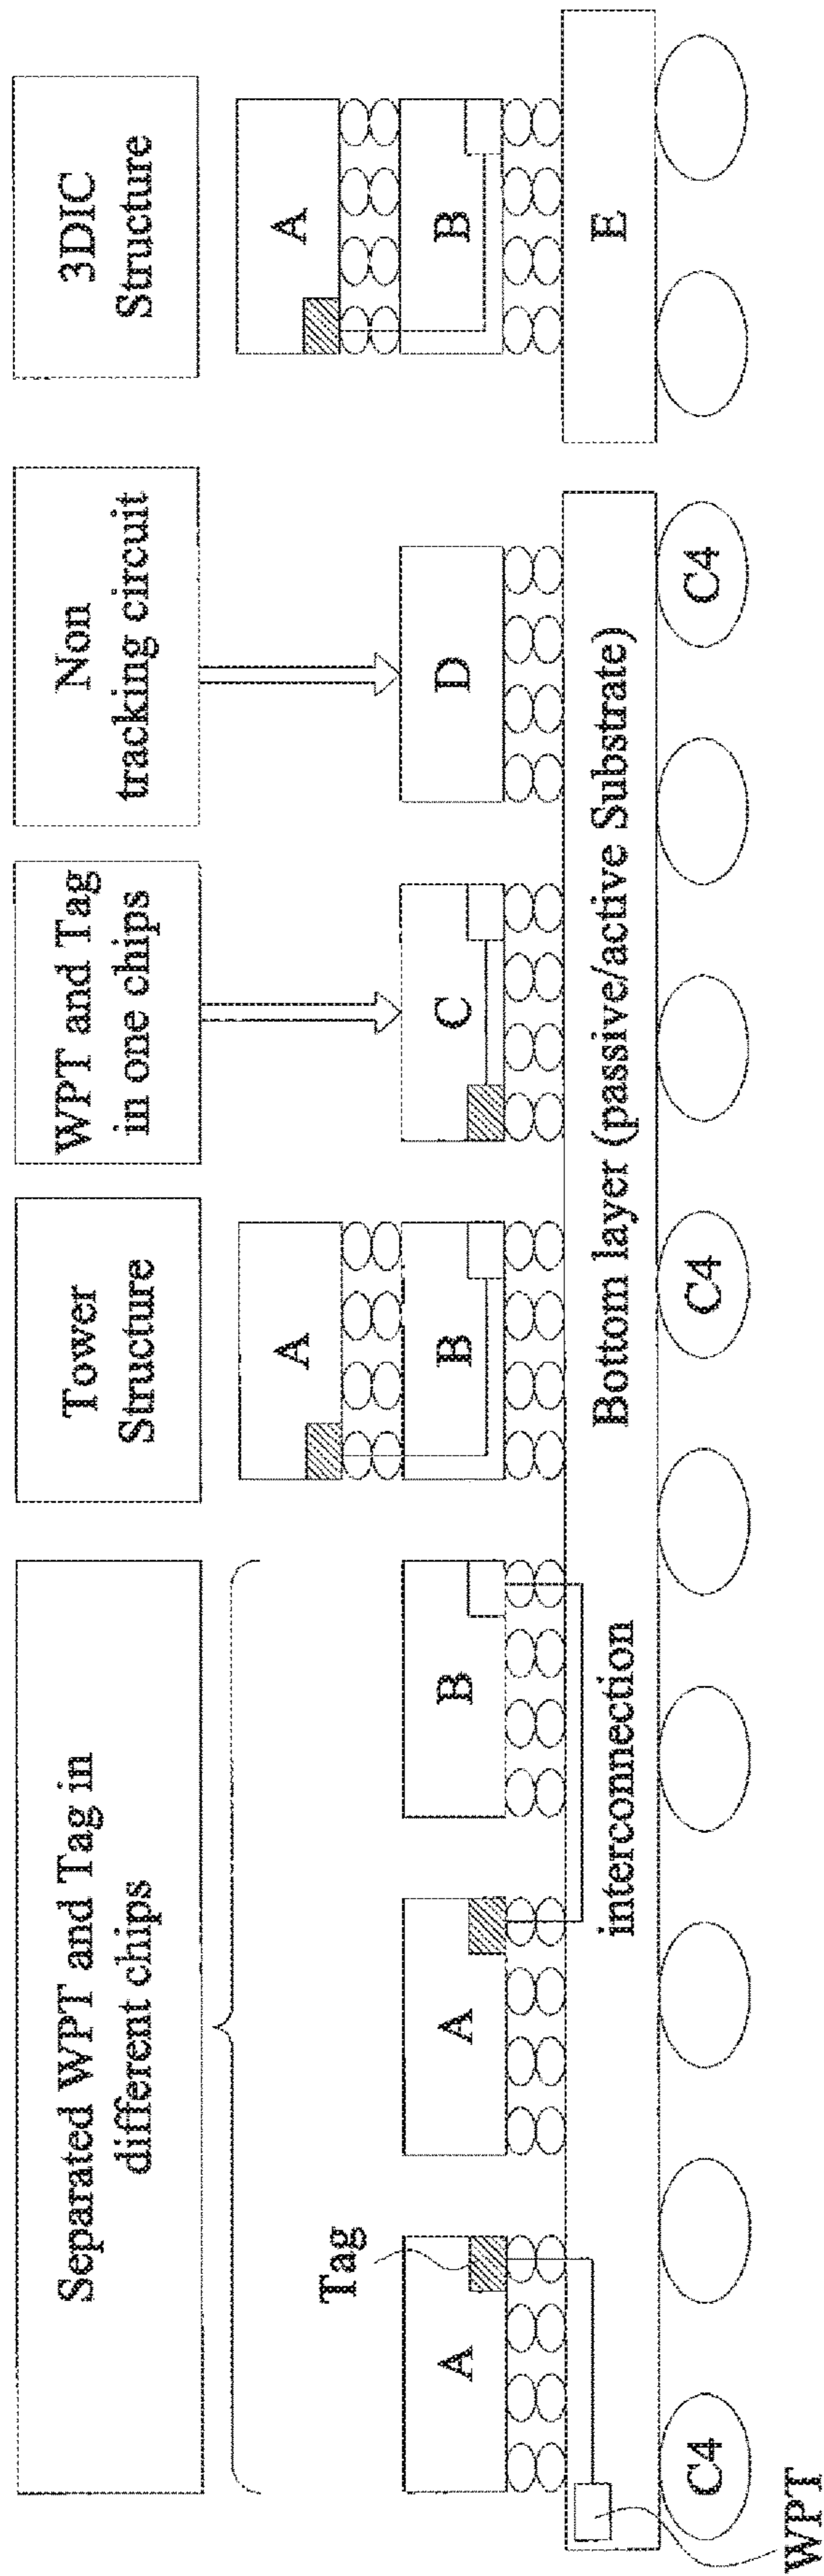 Separated WPT and Tag in
different chips
Tower
Structure
WPT and Tag
in one chips
Non
tracking circuit
3DIC
Structure
Tag
A
A
B
A
B
C
D
A
B
E
interconnection
Bottom layer (passive/active Substrate)
C4
C4
C4
WPT